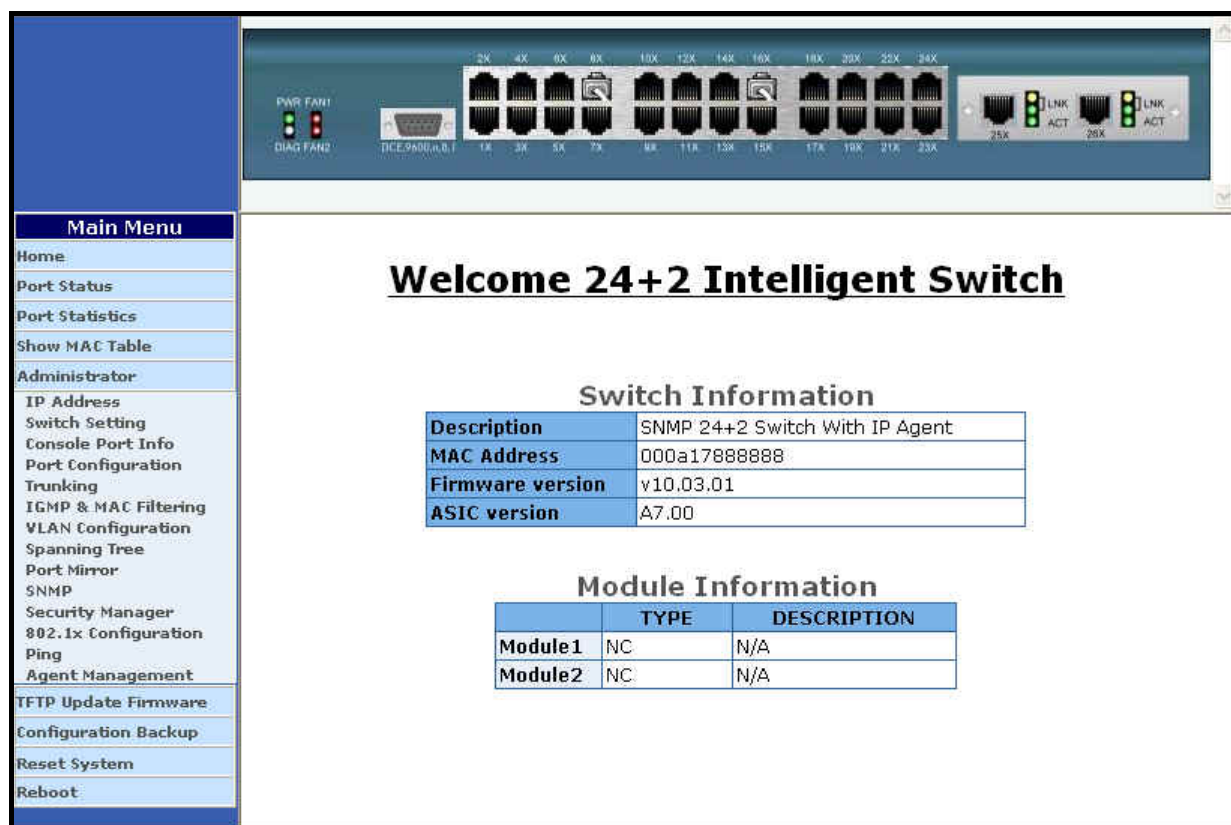 2X 4X 6X 8X 10X 12X 14X 16X 18X 20X 22X 24X
PWR FAN1
DIAG FAN2
DCE,9600,n,8,1
1X 3X 5X 7X 9X 11X 13X 15X 17X 19X 21X 23X
LNK
ACT
25X
LNK
ACT
26X
Main Menu
Home
Port Status
Port Statistics
Show MAC Table
Administrator
IP Address
Switch Setting
Console Port Info
Port Configuration
Trunking
IGMP & MAC Filtering
VLAN Configuration
Spanning Tree
Port Mirror
SNMP
Security Manager
802.1x Configuration
Ping
Agent Management
TFTP Update Firmware
Configuration Backup
Reset System
Reboot
Welcome 24+2 Intelligent Switch
Switch Information
Description SNMP 24+2 Switch With IP Agent
MAC Address 000a17888888
Firmware version v10.03.01
ASIC version A7.00
Module Information
TYPE DESCRIPTION
Module1 NC N/A
Module2 NC N/A